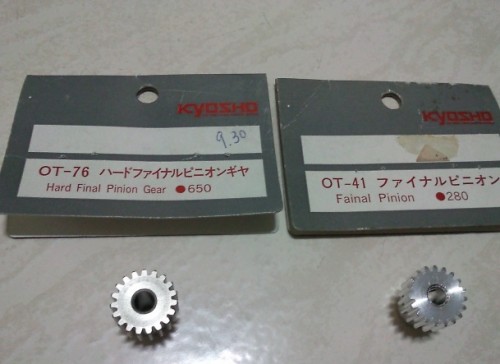 KYOSHO
9.30
OT-76 ハードファイナルピニオンギヤ
Hard Final Pinion Gear ●650
KYOSHO
OT-41 ファイナルピニオン
Fainal Pinion ●280